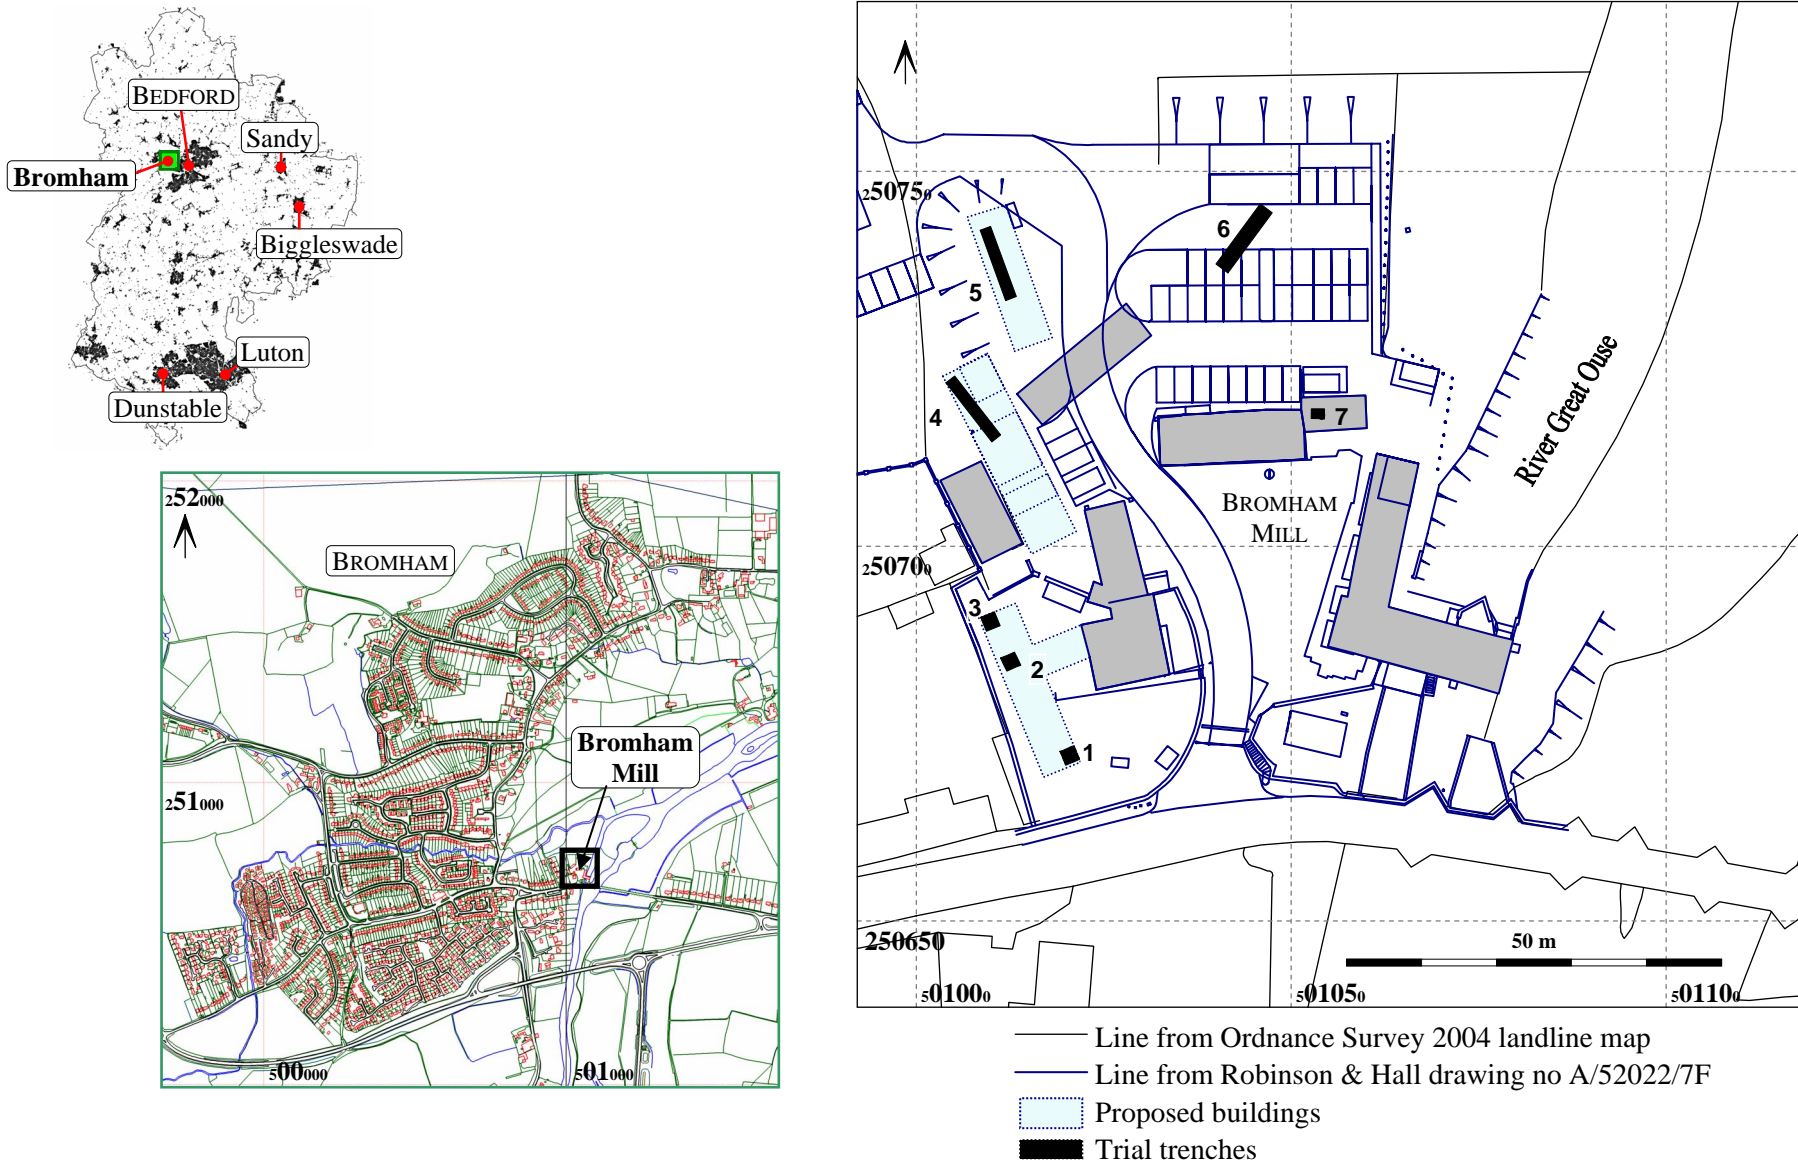 BEDFORD
Sandy
Bromham
Biggleswade
Luton
Dunstable
252000
BROMHAM
Bromham
Mill
251000
500000
501000
250750
6
5
4
7
River Great Ouse
BROMHAM
MILL
250700
3
2
1
250650
50 m
501000
501050
501100
Line from Ordnance Survey 2004 landline map
Line from Robinson & Hall drawing no A/52022/7F
Proposed buildings
Trial trenches